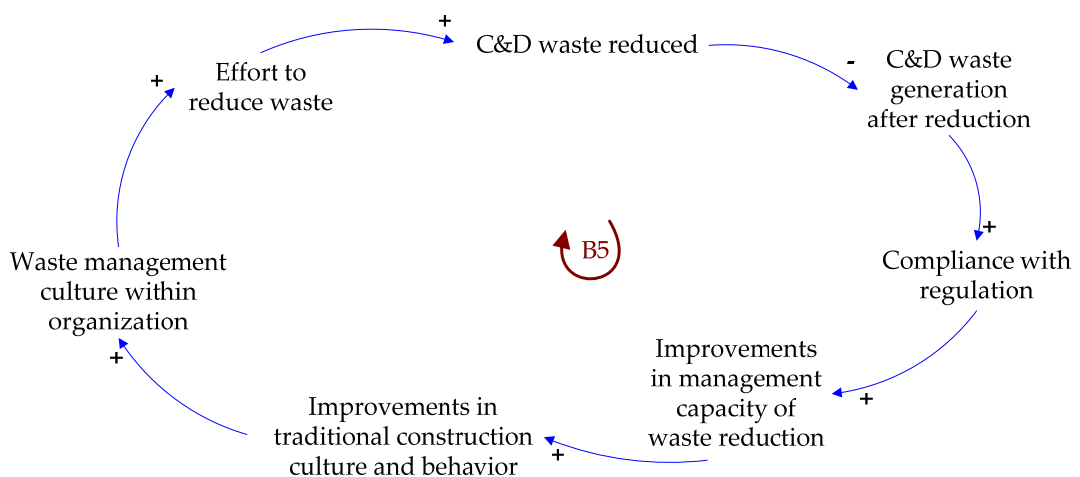 +
C&D waste reduced
-
C&D waste
generation
after reduction
+
Effort to
reduce waste
+
+
Compliance with
regulation
B5
Waste management
culture within
organization
+
Improvements
in management
capacity of
waste reduction
+
Improvements in
traditional construction
culture and behavior
+